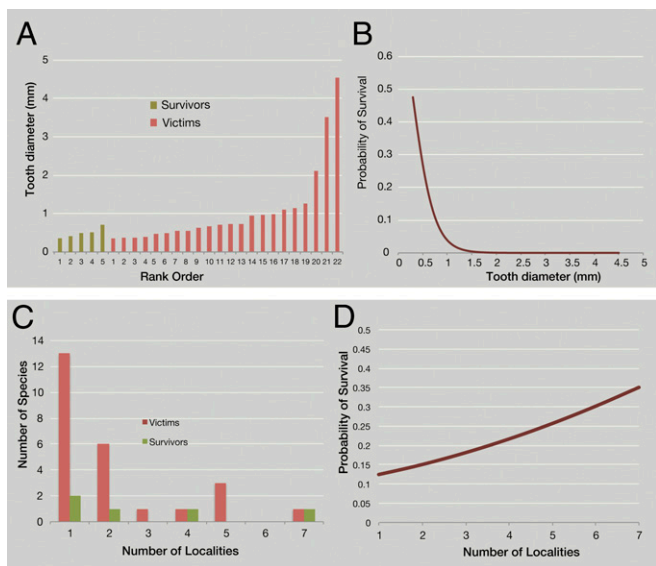 A
5
4
3
2
1
0
Tooth diameter (mm)
Survivors
Victims
1 2 3 4 5 1 2 3 4 5 6 7 8 9 10 11 12 13 14 15 16 17 18 19 20 21 22
Rank Order
B
0.6
0.5
0.4
0.3
0.2
0.1
0
Probability of Survival
0 0.5 1 1.5 2 2.5 3 3.5 4 4.5 5
Tooth diameter (mm)
C
14
12
10
8
6
4
2
0
Number of Species
Victims
Survivors
1 2 3 4 5 6 7
Number of Localities
D
0.5
0.45
0.4
0.35
0.3
0.25
0.2
0.15
0.1
0.05
0
Probability of Survival
1 2 3 4 5 6 7
Number of Localities